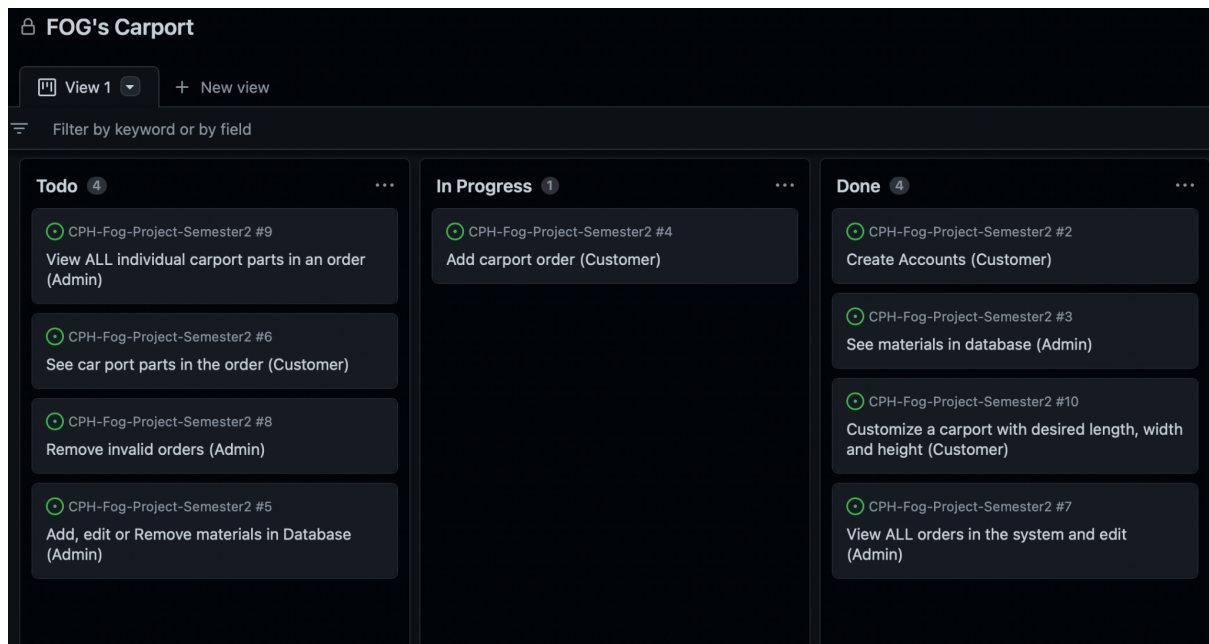 FOG's Carport
View 1
New view
Filter by keyword or by field
Todo 4
CPH-Fog-Project-Semester2 #9
View ALL individual carport parts in an order
(Admin)
CPH-Fog-Project-Semester2 #6
See car port parts in the order (Customer)
CPH-Fog-Project-Semester2 #8
Remove invalid orders (Admin)
CPH-Fog-Project-Semester2 #5
Add, edit or Remove materials in Database
(Admin)
In Progress 1
CPH-Fog-Project-Semester2 #4
Add carport order (Customer)
Done 4
CPH-Fog-Project-Semester2 #2
Create Accounts (Customer)
CPH-Fog-Project-Semester2 #3
See materials in database (Admin)
CPH-Fog-Project-Semester2 #10
Customize a carport with desired length, width
and height (Customer)
CPH-Fog-Project-Semester2 #7
View ALL orders in the system and edit
(Admin)